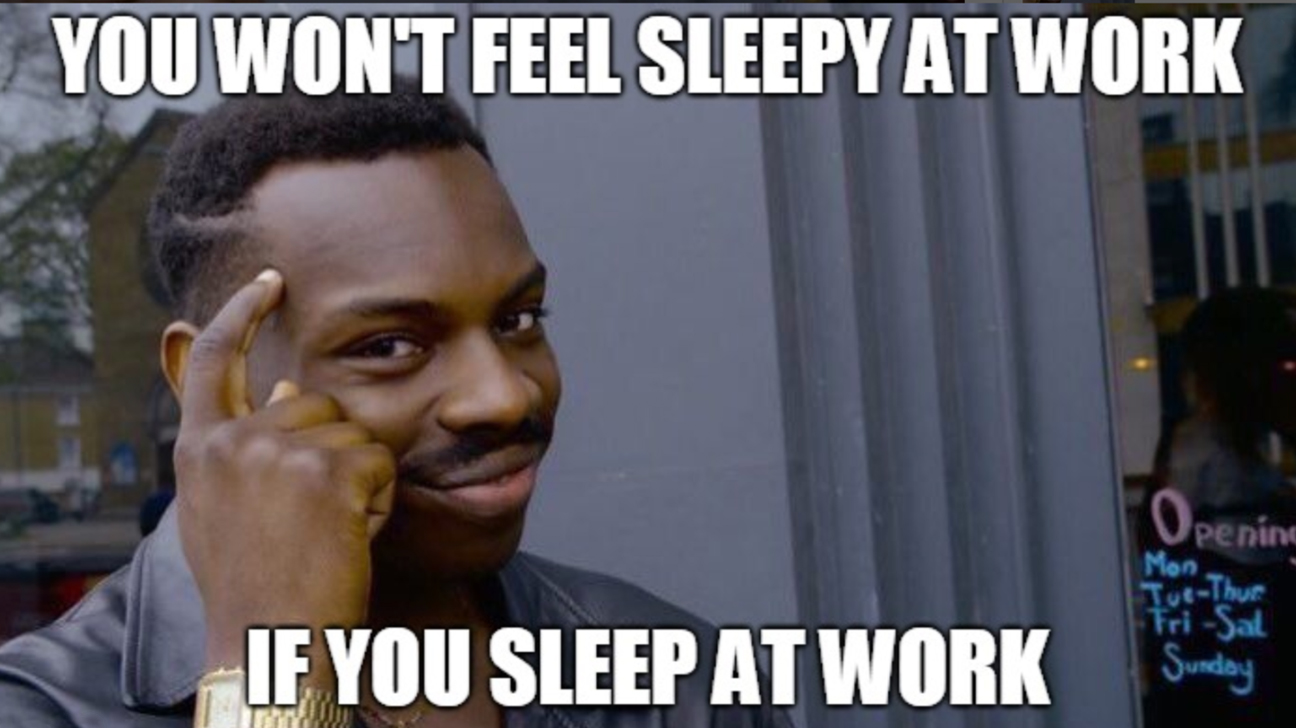 YOU WON'T FEEL SLEEPY AT WORK
IF YOU SLEEP AT WORK
Opening
Mon
Tue-Thur
Fri-Sat
Sunday